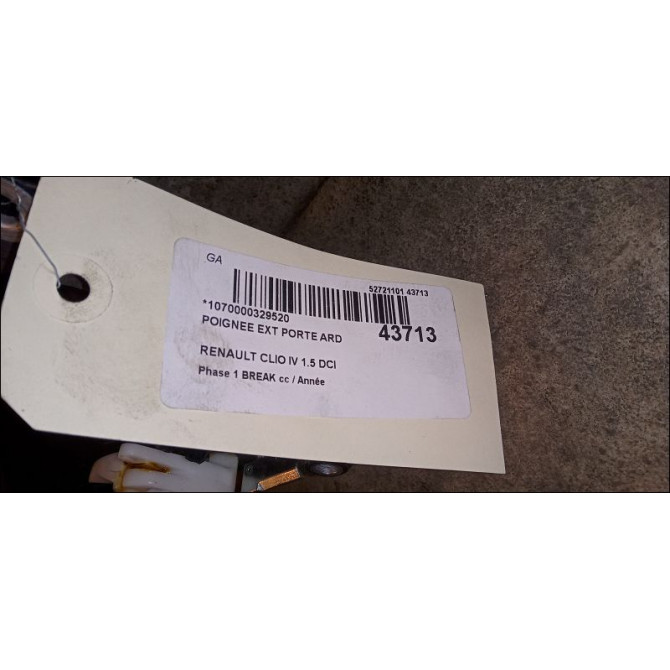 GA
52721101 43713
*1070000329520
POIGNEE EXT PORTE ARD
43713
RENAULT CLIO IV 1.5 DCI
Phase 1 BREAK cc / Année